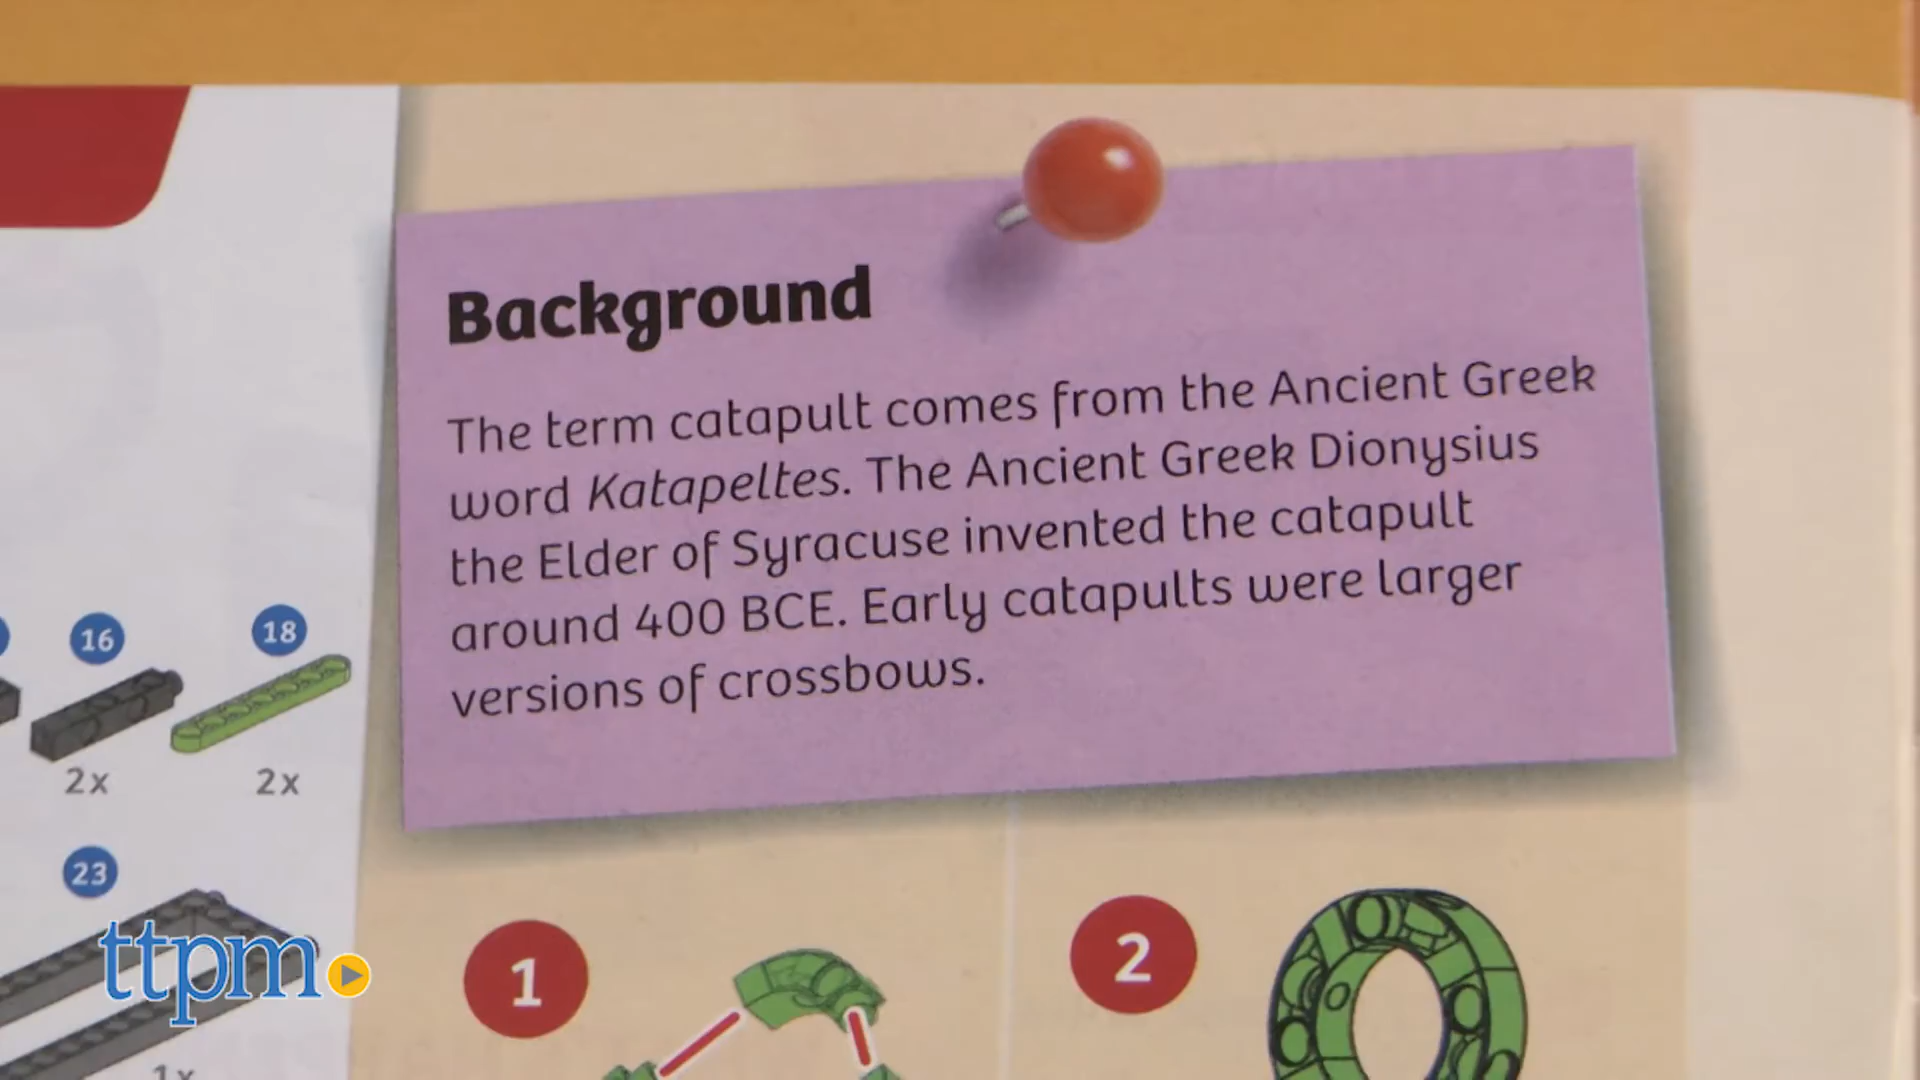 Background
The term catapult comes from the Ancient Greek
word Katapeltes. The Ancient Greek Dionysius
the Elder of Syracuse invented the catapult
around 400 BCE. Early catapults were larger
versions of crossbows.
16
18
2x
2x
23
1x
1
2
ttpm